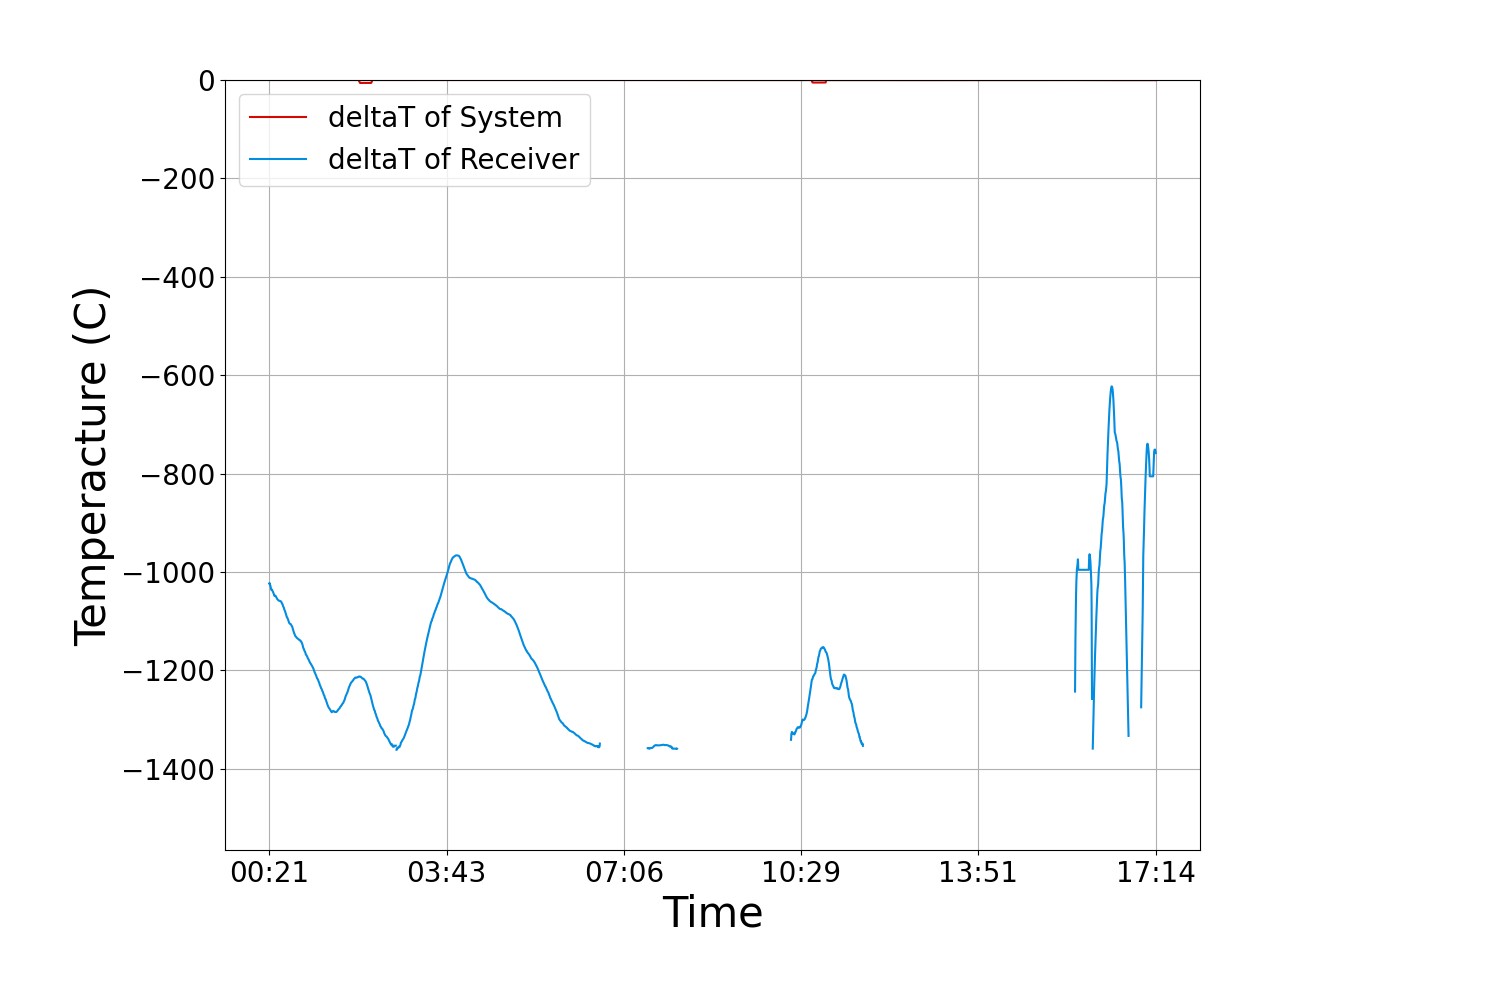 0
deltaT of System
deltaT of Receiver
−200
−400
−600
−800
−1000
−1200
−1400
Temperacture (C)
00:21 03:43 07:06 10:29 13:51 17:14
Time